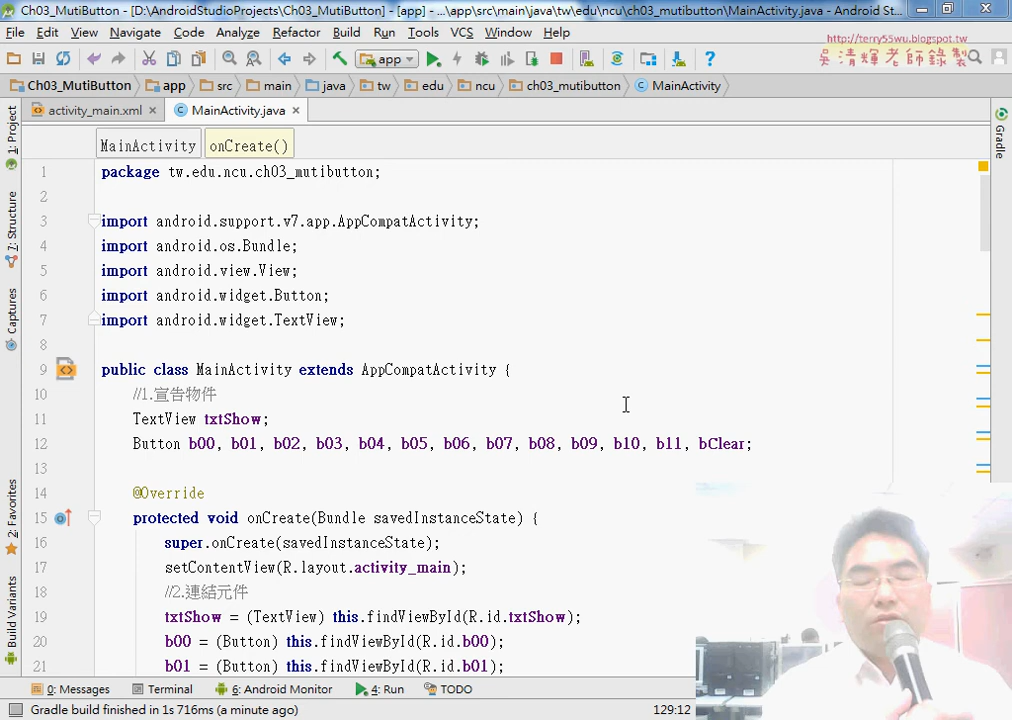 Ch03_MutiButton - [D:\AndroidStudioProjects\Ch03_MutiButton] - [app] - ...\app\src\main\java\tw\edu\ncu\ch03_mutibutton\MainActivity.java - Android St...
File Edit View Navigate Code Analyze Refactor Build Run Tools VCS Window Help
http://terry55wu.blogspot.tw
app
吳清輝老師錄製
Ch03_MutiButton app src main java tw edu ncu ch03_mutibutton MainActivity
activity_main.xml MainActivity.java
1: Project
7: Structure
Captures
2: Favorites
Build Variants
Gradle
MainActivity onCreate()
1 package tw.edu.ncu.ch03_mutibutton;
2
3 import android.support.v7.app.AppCompatActivity;
4 import android.os.Bundle;
5 import android.view.View;
6 import android.widget.Button;
7 import android.widget.TextView;
8
9 public class MainActivity extends AppCompatActivity {
10 //1.宣告物件
11 TextView txtShow;
12 Button b00, b01, b02, b03, b04, b05, b06, b07, b08, b09, b10, b11, bClear;
13
14 @Override
15 protected void onCreate(Bundle savedInstanceState) {
16 super.onCreate(savedInstanceState);
17 setContentView(R.layout.activity_main);
18 //2.連結元件
19 txtShow = (TextView) this.findViewById(R.id.txtShow);
20 b00 = (Button) this.findViewById(R.id.b00);
21 b01 = (Button) this.findViewById(R.id.b01);
0: Messages Terminal 6: Android Monitor 4: Run TODO
Gradle build finished in 1s 716ms (a minute ago) 129:12